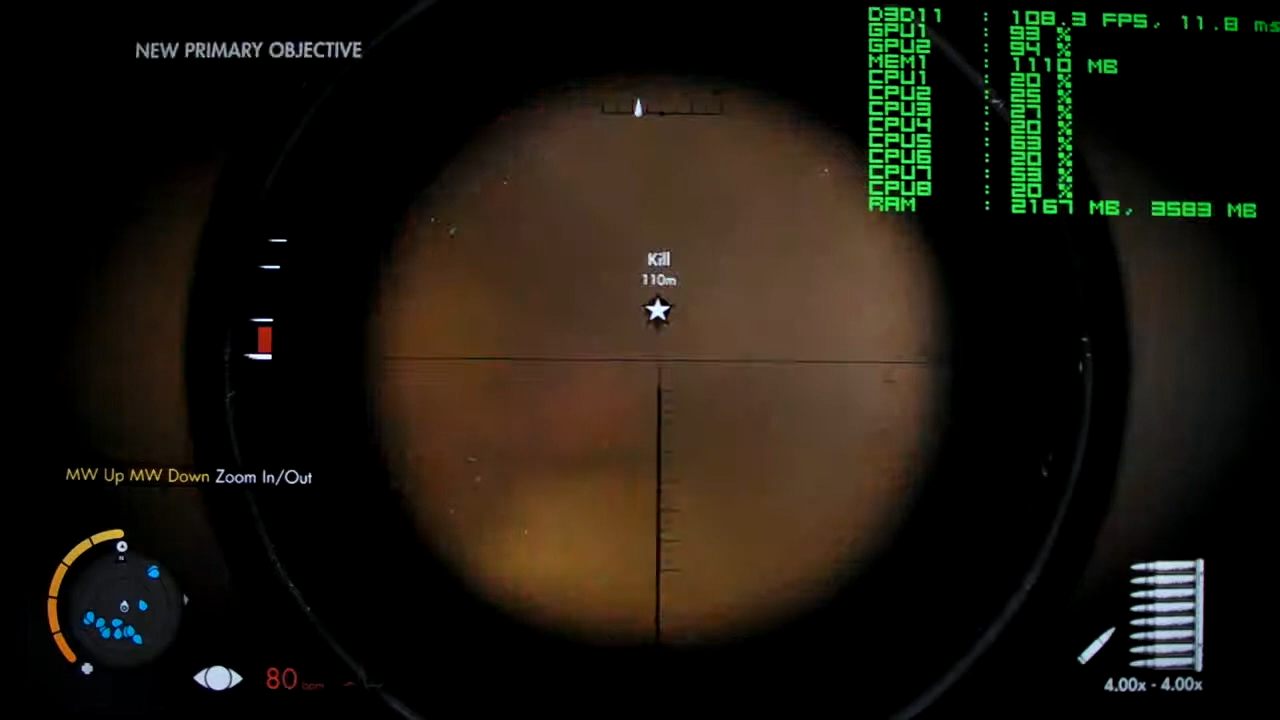 NEW PRIMARY OBJECTIVE
D3D11 : 108.3 FPS, 11.8 ms
GPU1 : 93 %
GPU2 : 94 %
MEM1 : 1110 MB
CPU1 : 20 %
CPU2 : 25 %
CPU3 : 27 %
CPU4 : 20 %
CPU5 : 63 %
CPU6 : 20 %
CPU7 : 53 %
CPU8 : 20 %
RAM : 2167 MB, 3583 MB
Kill
110m
MW Up MW Down Zoom In/Out
80 bpm
4.00x - 4.00x